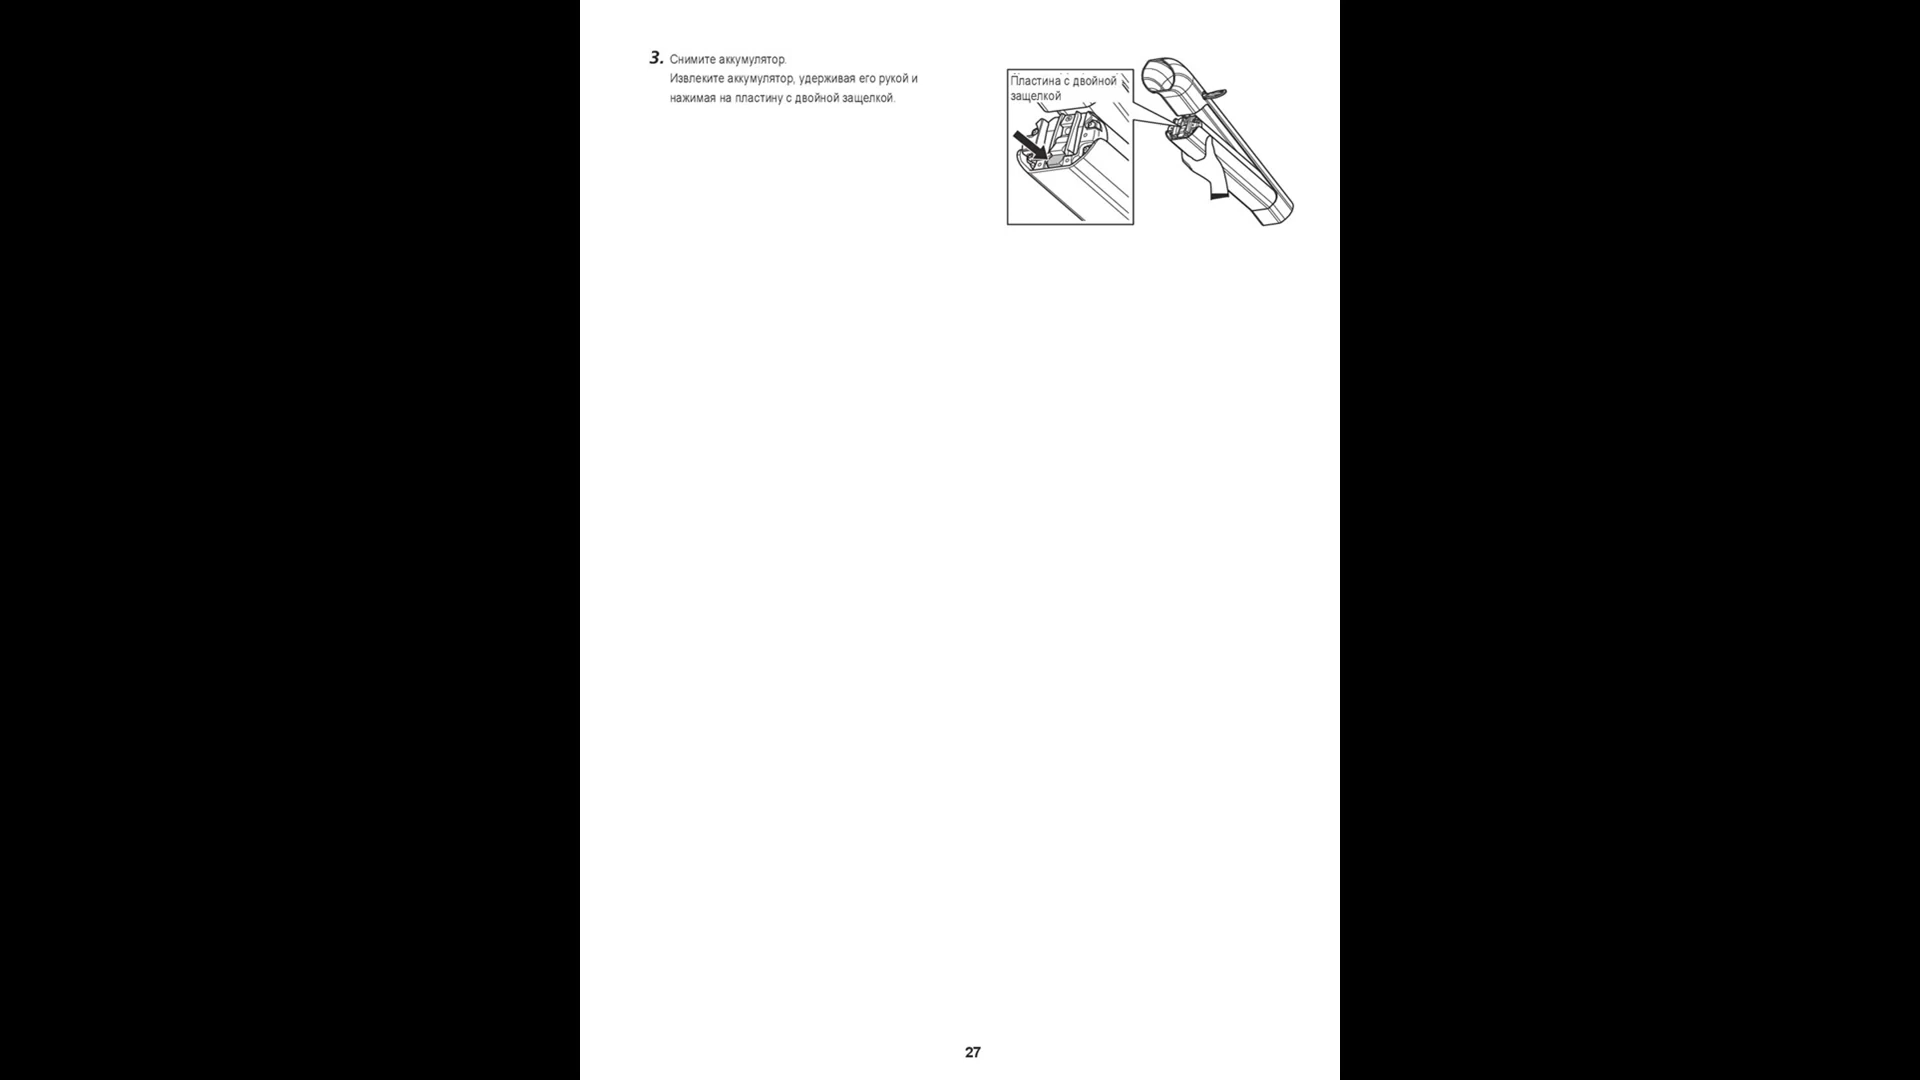 3. Снимите аккумулятор.
Извлеките аккумулятор, удерживая его рукой и
нажимая на пластину с двойной защелкой.
Пластина с двойной
защелкой
27